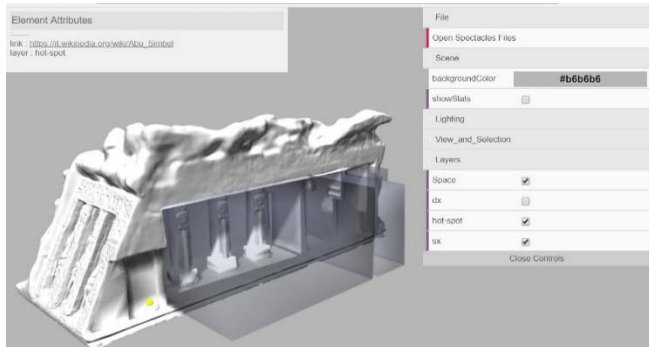 Element Attributes
link : https://it.wikipedia.org/wiki/Abu_Simbel
layer : hot-spot
File
Open Spectacles Files
Scene
backgroundColor #b6b6b6
showStats
Lighting
View_and_Selection
Layers
Space
dx
hot-spot
sx
Close Controls